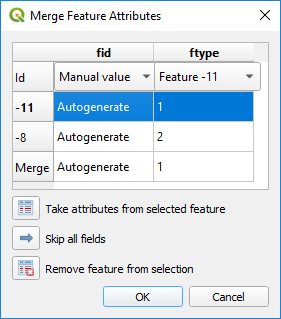 Merge Feature Attributes
fid ftype
Id Manual value Feature -11
-11 Autogenerate 1
-8 Autogenerate 2
Merge Autogenerate 1
Take attributes from selected feature
Skip all fields
Remove feature from selection
OK Cancel